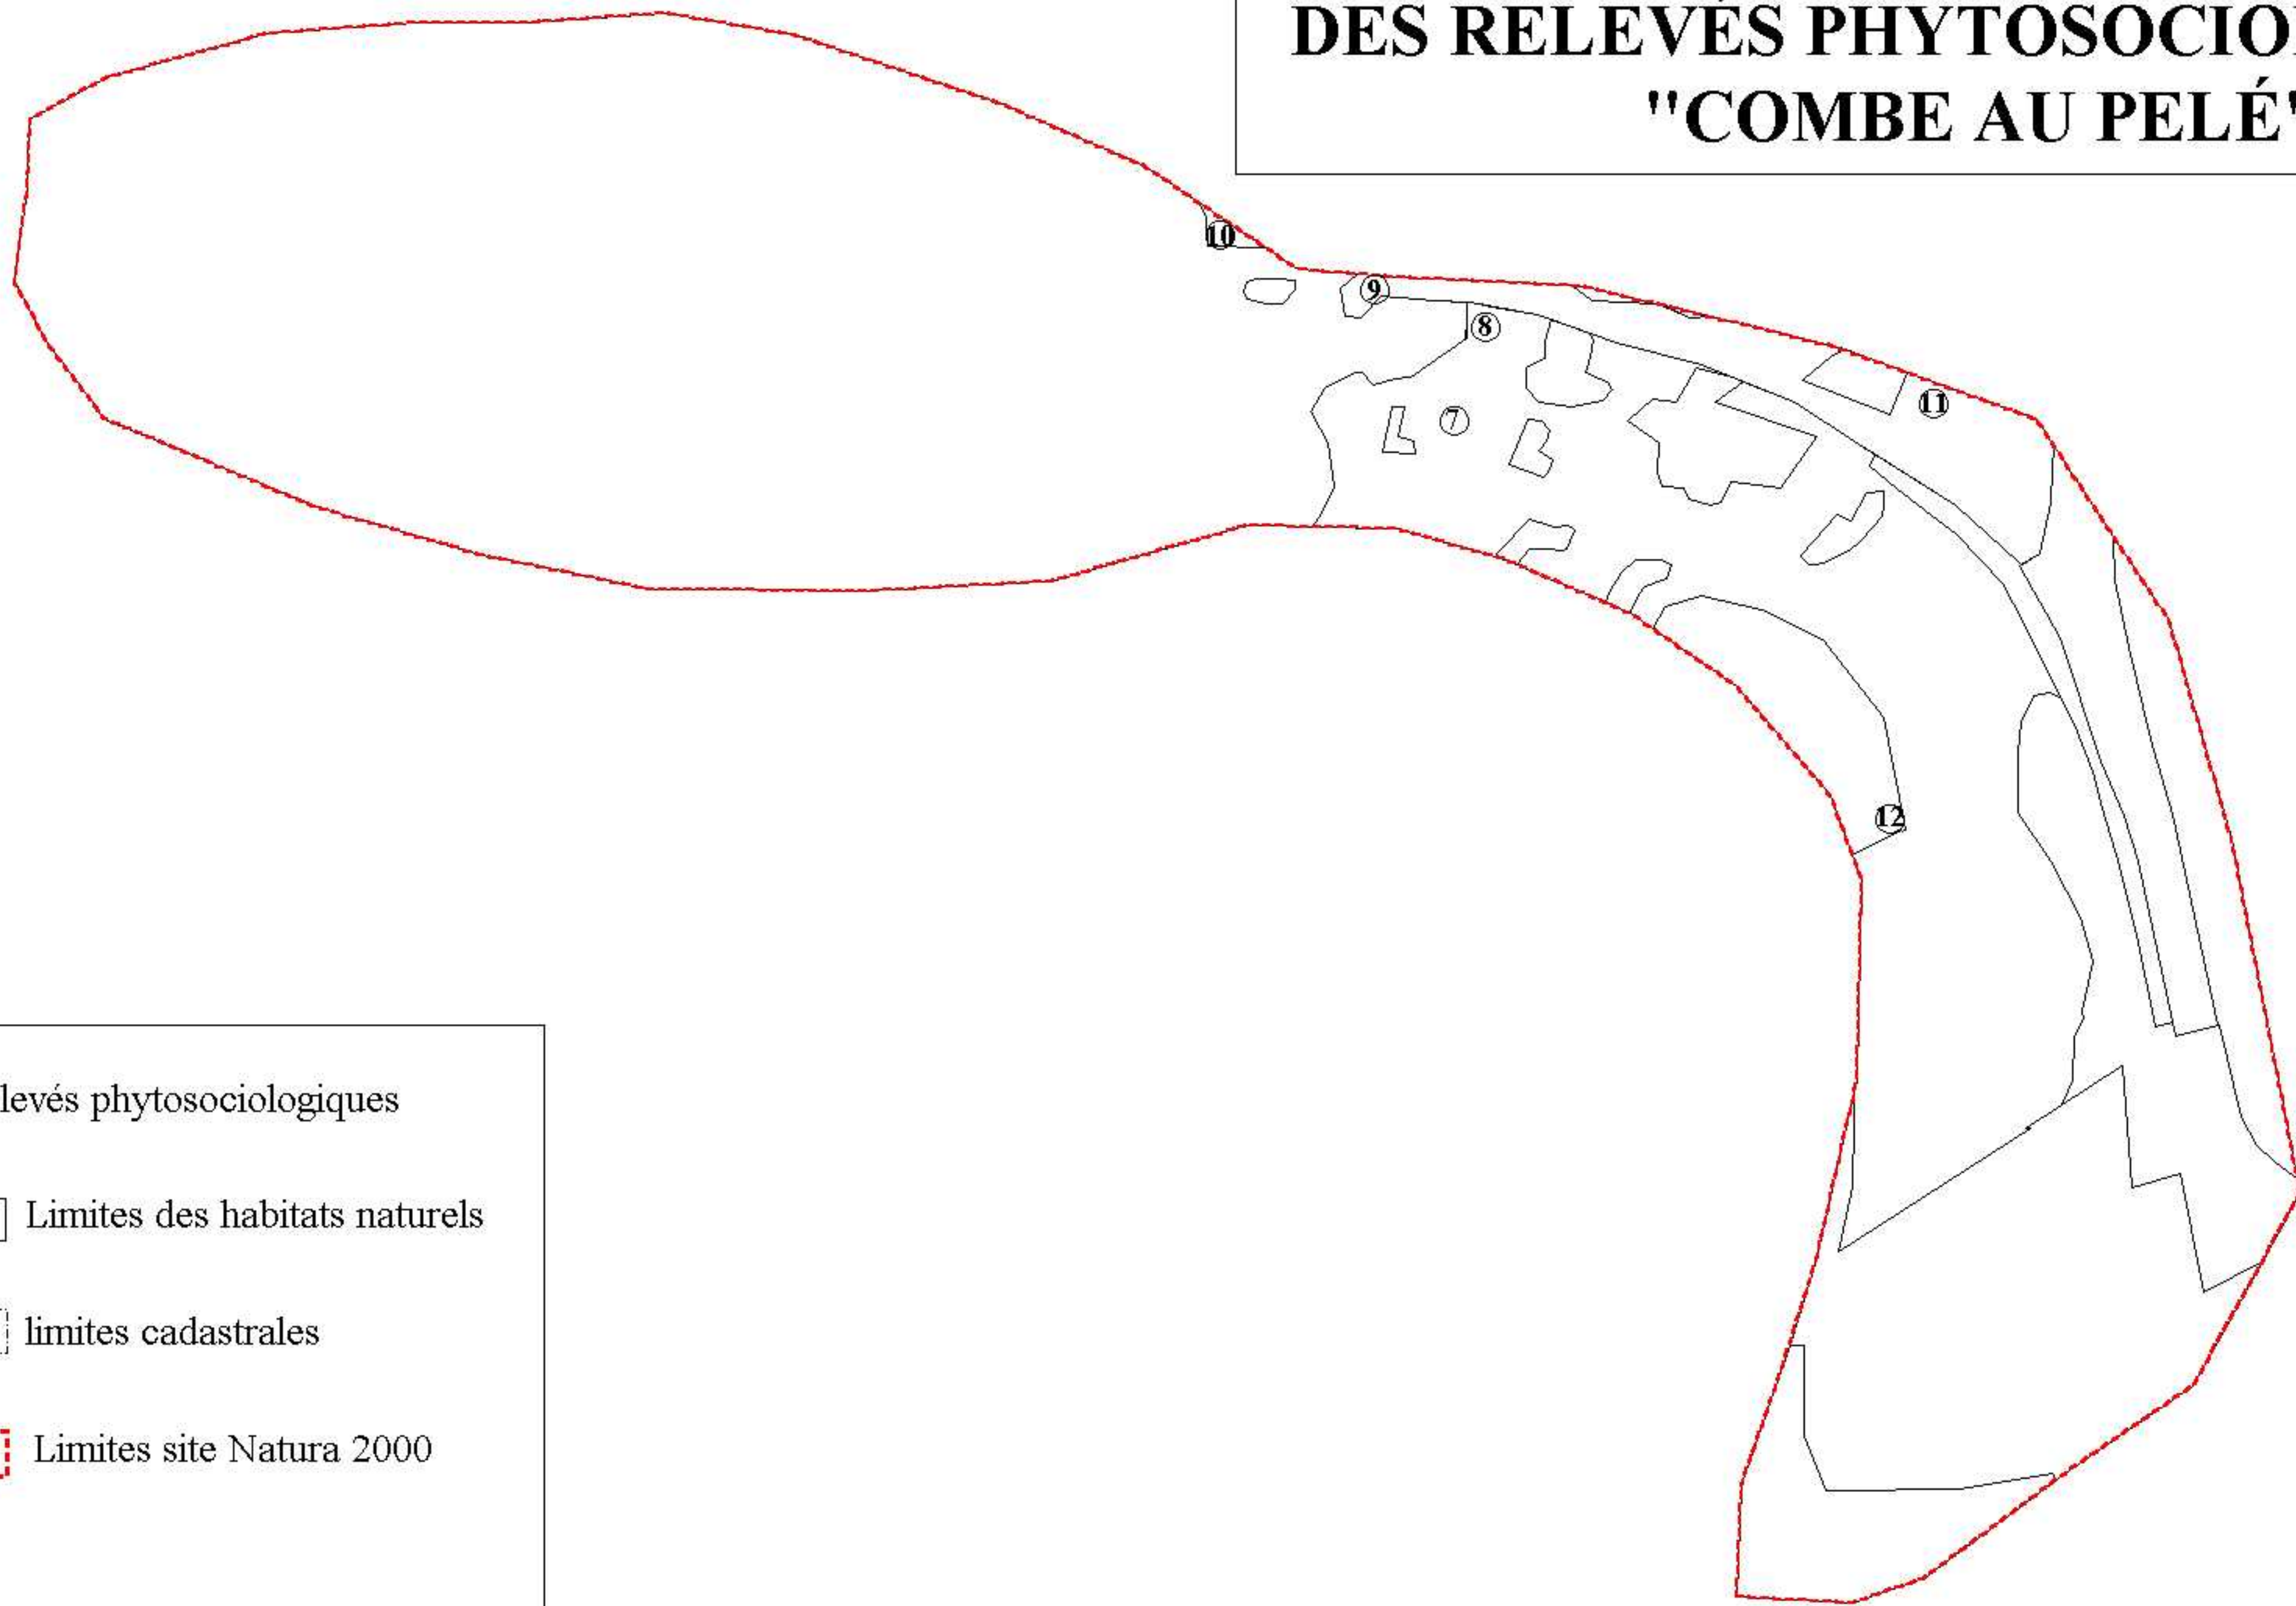 DES RELEVÉS PHYTOSOCIO
"COMBE AU PELÉ"
10
9
8
11
7
12
levés phytosociologiques
Limites des habitats naturels
limites cadastrales
Limites site Natura 2000